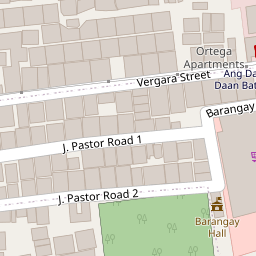 Ortega
Apartments
Vergara Street
Ang Da
Daan Bat
Barangay
J. Pastor Road 1
J. Pastor Road 2
Barangay
Hall